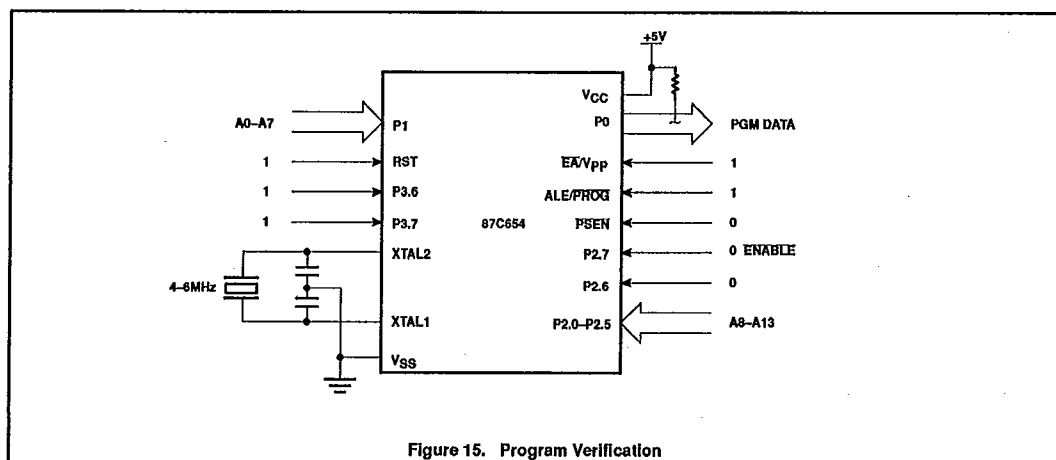 +5V
VCC
A0–A7
P1
P0
PGM DATA
1
RST
EA/VPP
1
1
P3.6
ALE/PROG
1
1
P3.7
87C654
PSEN
0
XTAL2
P2.7
0 ENABLE
4–6MHz
P2.6
0
XTAL1
P2.0–P2.5
A8–A13
VSS
Figure 15. Program Verification